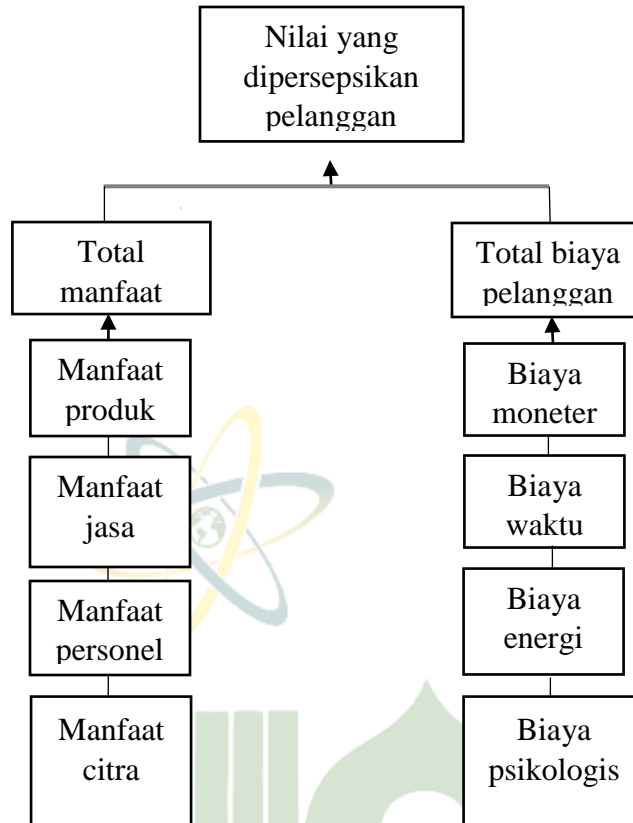 Nilai yang
dipersepsikan
pelanggan
Total
manfaat
Total biaya
pelanggan
Manfaat
produk
Biaya
moneter
Manfaat
jasa
Biaya
waktu
Manfaat
personel
Biaya
energi
Manfaat
citra
Biaya
psikologis